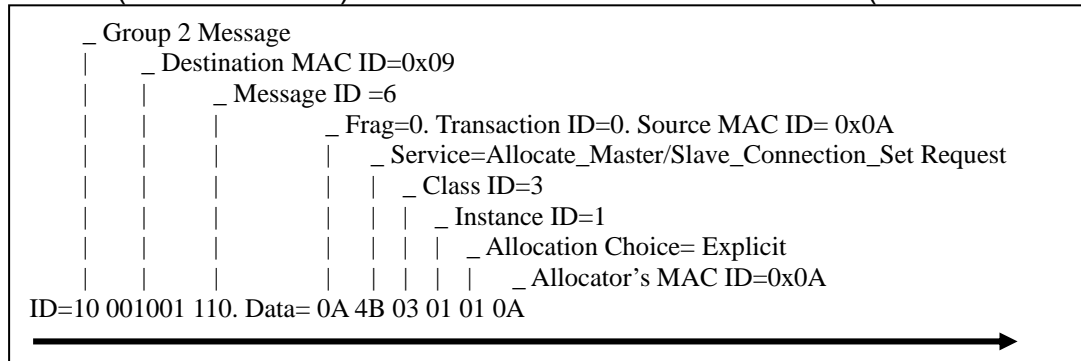 _ Group 2 Message
| _ Destination MAC ID=0x09
| | _ Message ID =6
| | | _ Frag=0. Transaction ID=0. Source MAC ID= 0x0A
| | | | _ Service=Allocate_Master/Slave_Connection_Set Request
| | | | | _ Class ID=3
| | | | | | _ Instance ID=1
| | | | | | | _ Allocation Choice= Explicit
| | | | | | | | _ Allocator’s MAC ID=0x0A
ID=10 001001 110. Data= 0A 4B 03 01 01 0A